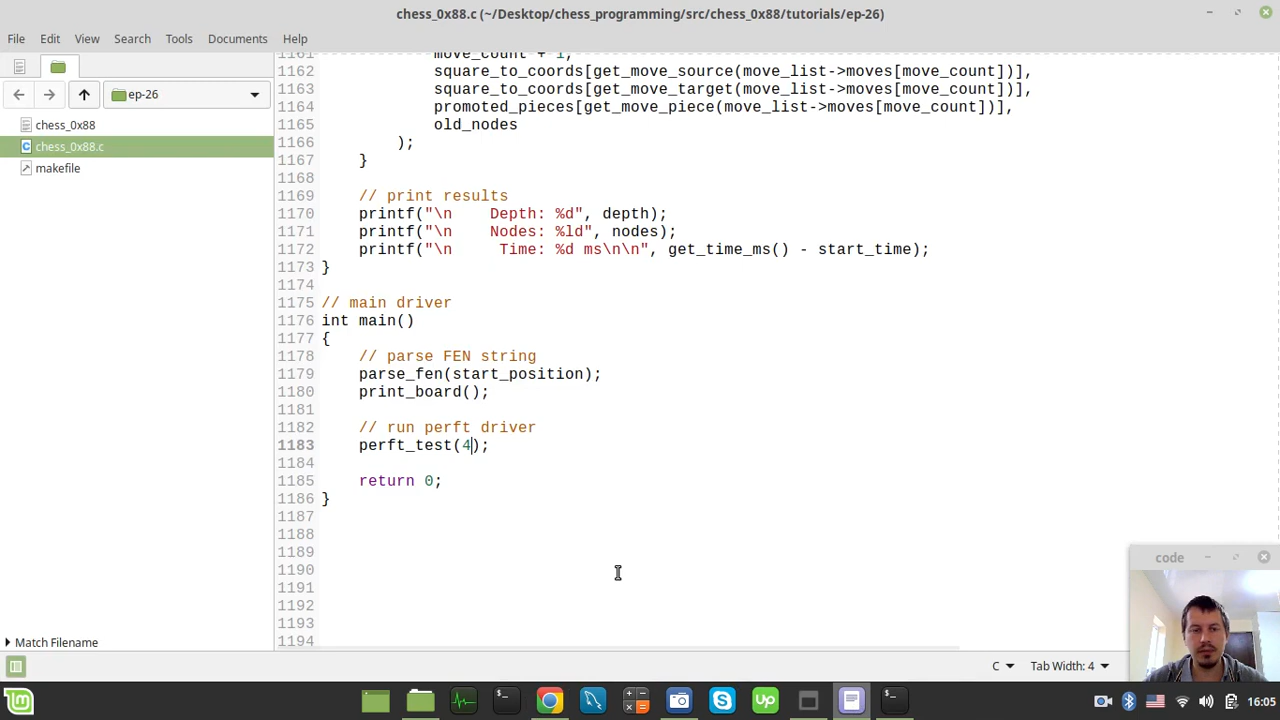 chess_0x88.c (~/Desktop/chess_programming/src/chess_0x88/tutorials/ep-26)
File Edit View Search Tools Documents Help
ep-26
chess_0x88
chess_0x88.c
makefile
Match Filename
1161 move_count + 1,
1162 square_to_coords[get_move_source(move_list->moves[move_count])],
1163 square_to_coords[get_move_target(move_list->moves[move_count])],
1164 promoted_pieces[get_move_piece(move_list->moves[move_count])],
1165 old_nodes
1166 );
1167 }
1168
1169 // print results
1170 printf("\n    Depth: %d", depth);
1171 printf("\n    Nodes: %ld", nodes);
1172 printf("\n     Time: %d ms\n\n", get_time_ms() - start_time);
1173 }
1174
1175 // main driver
1176 int main()
1177 {
1178 // parse FEN string
1179 parse_fen(start_position);
1180 print_board();
1181
1182 // run perft driver
1183 perft_test(4);
1184
1185 return 0;
1186 }
1187
1188
1189
1190
1191
1192
1193
1194
code
C Tab Width: 4
16:05